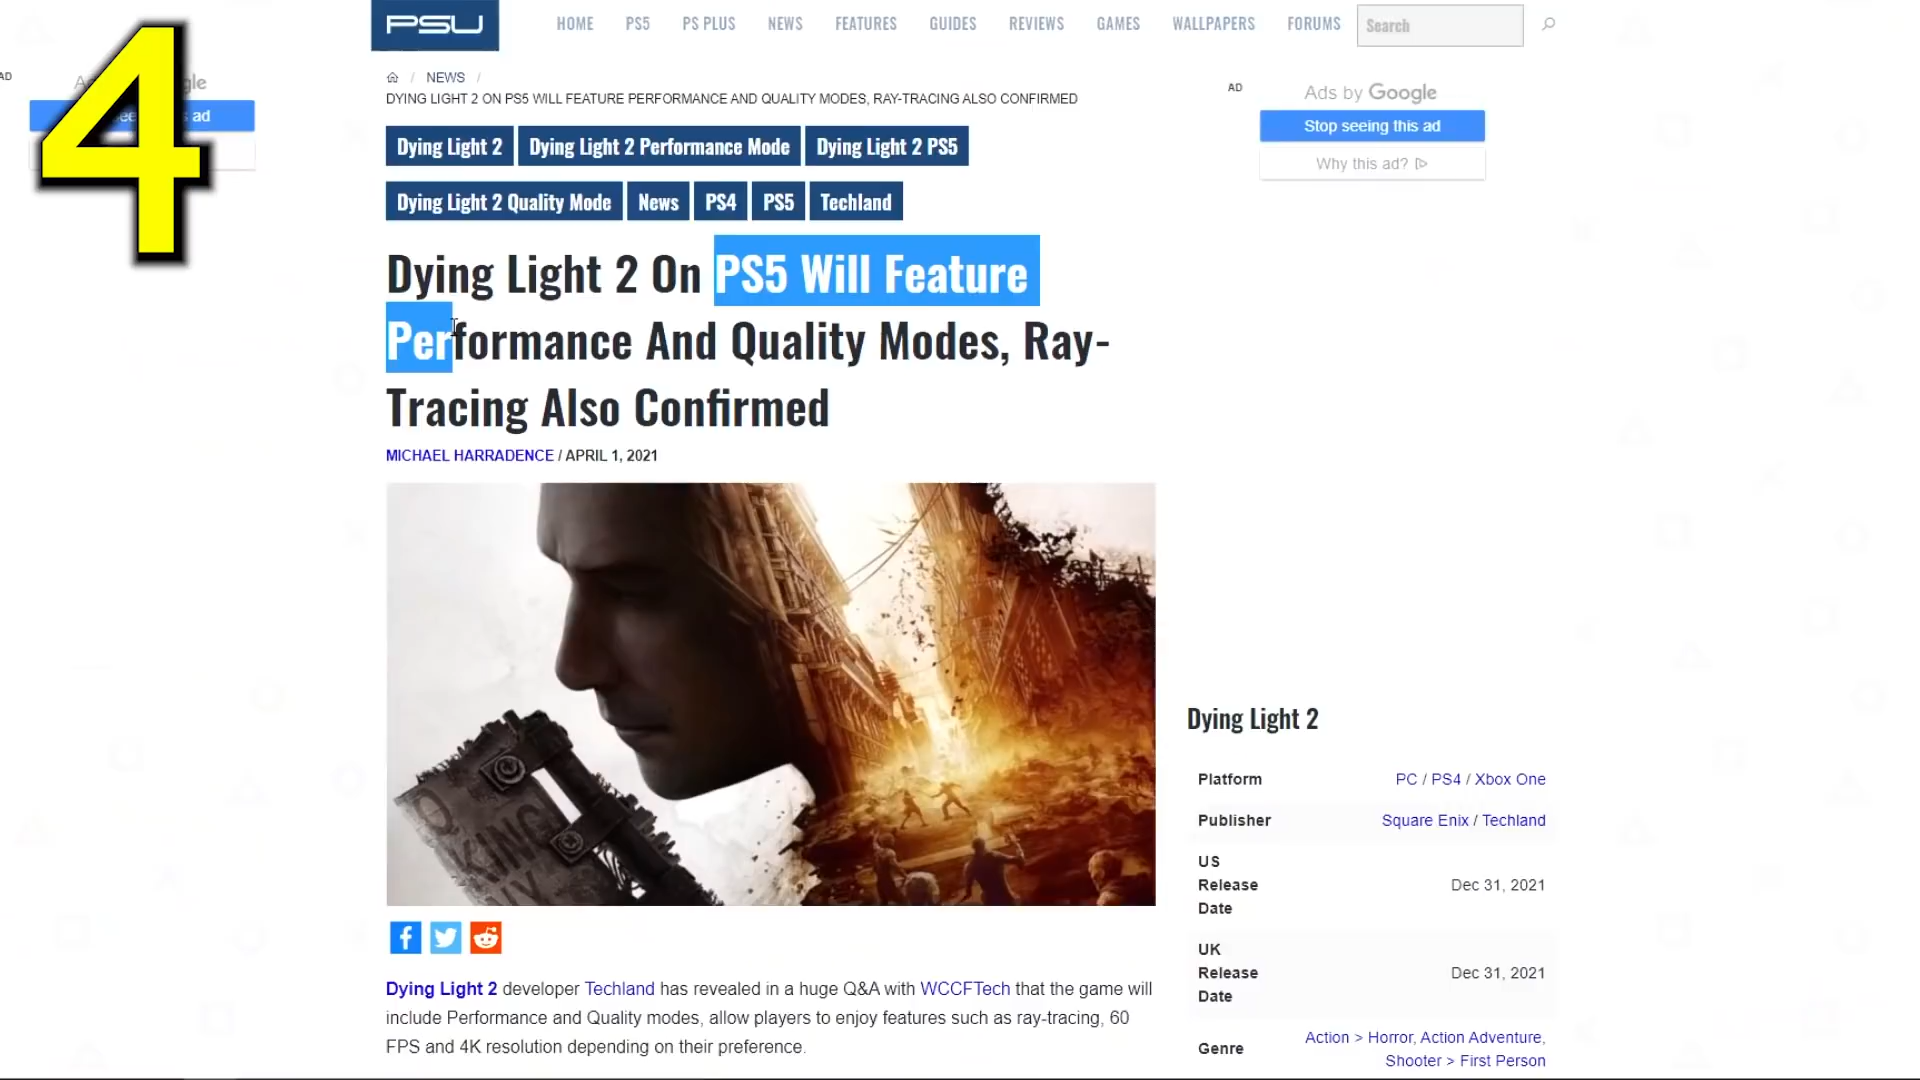 4
PSU
HOME PS5 PS PLUS NEWS FEATURES GUIDES REVIEWS GAMES WALLPAPERS FORUMS Search
/ NEWS /
DYING LIGHT 2 ON PS5 WILL FEATURE PERFORMANCE AND QUALITY MODES, RAY-TRACING ALSO CONFIRMED
AD
ad
AD
Ads by Google
Stop seeing this ad
Why this ad?
Dying Light 2 Dying Light 2 Performance Mode Dying Light 2 PS5
Dying Light 2 Quality Mode News PS4 PS5 Techland
Dying Light 2 On PS5 Will Feature
Performance And Quality Modes, Ray-
Tracing Also Confirmed
MICHAEL HARRADENCE / APRIL 1, 2021
Dying Light 2 developer Techland has revealed in a huge Q&A with WCCFTech that the game will
include Performance and Quality modes, allow players to enjoy features such as ray-tracing, 60
FPS and 4K resolution depending on their preference.
Dying Light 2
Platform PC / PS4 / Xbox One
Publisher Square Enix / Techland
US
Release Dec 31, 2021
Date
UK
Release Dec 31, 2021
Date
Genre Action > Horror, Action Adventure,
Shooter > First Person